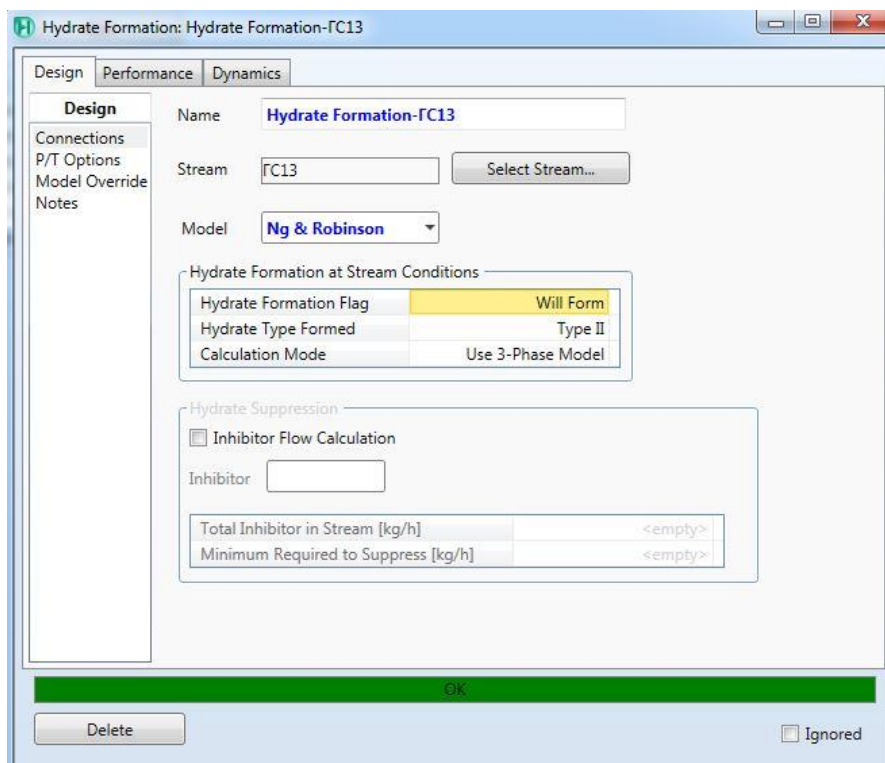 Hydrate Formation: Hydrate Formation-ГС13
Design Performance Dynamics
Design
Connections
P/T Options
Model Override
Notes
Name Hydrate Formation-ГС13
Stream ГС13 Select Stream...
Model Ng & Robinson
Hydrate Formation at Stream Conditions
Hydrate Formation Flag Will Form
Hydrate Type Formed Type II
Calculation Mode Use 3-Phase Model
Hydrate Suppression
Inhibitor Flow Calculation
Inhibitor
Total Inhibitor in Stream [kg/h] <empty>
Minimum Required to Suppress [kg/h] <empty>
OK
Delete Ignored